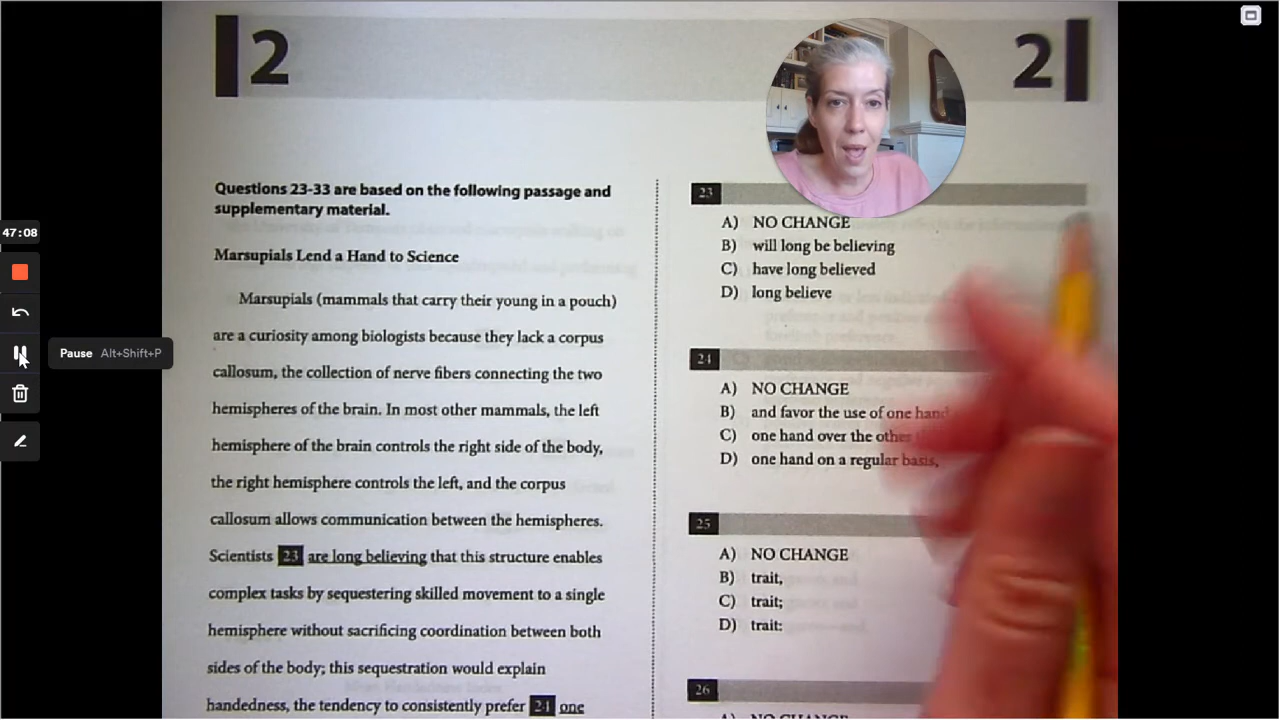 2
2
47:08
Pause Alt+Shift+P
Questions 23-33 are based on the following passage and
supplementary material.
Marsupials Lend a Hand to Science
Marsupials (mammals that carry their young in a pouch)
are a curiosity among biologists because they lack a corpus
callosum, the collection of nerve fibers connecting the two
hemispheres of the brain. In most other mammals, the left
hemisphere of the brain controls the right side of the body,
the right hemisphere controls the left, and the corpus
callosum allows communication between the hemispheres.
Scientists 23 are long believing that this structure enables
complex tasks by sequestering skilled movement to a single
hemisphere without sacrificing coordination between both
sides of the body; this sequestration would explain
handedness, the tendency to consistently prefer 24 one
23
A) NO CHANGE
B) will long be believing
C) have long believed
D) long believe
24
A) NO CHANGE
B) and favor the use of one hand
C) one hand over the other
D) one hand on a regular basis,
25
A) NO CHANGE
B) trait,
C) trait;
D) trait:
26
A) NO CHANGE